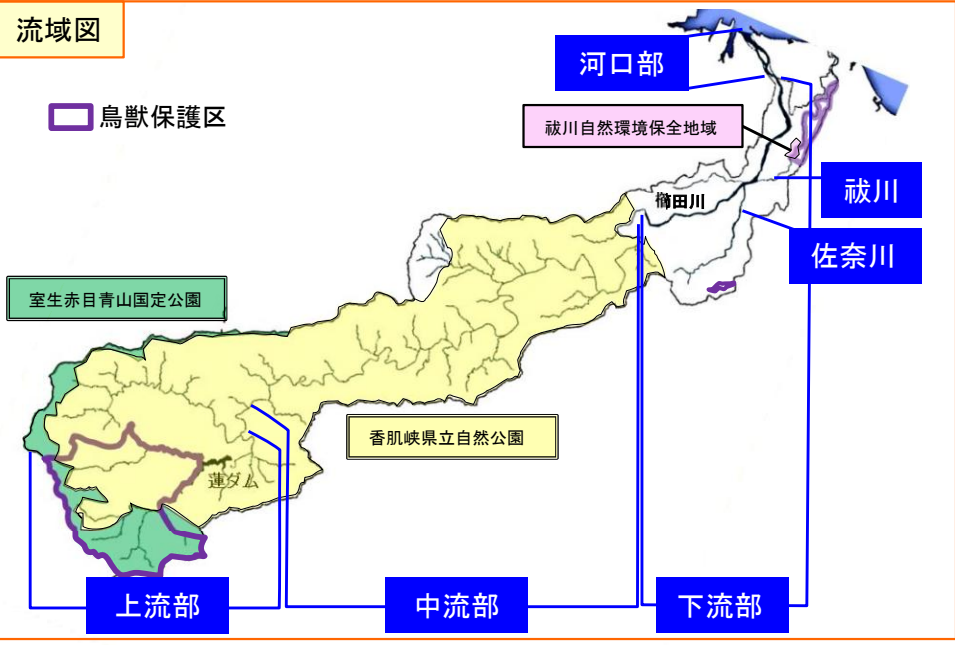 流域図
河口部
鳥獣保護区
祓川自然環境保全地域
祓川
櫛田川
佐奈川
室生赤目青山国定公園
香肌峡県立自然公園
蓮ダム
上流部
中流部
下流部